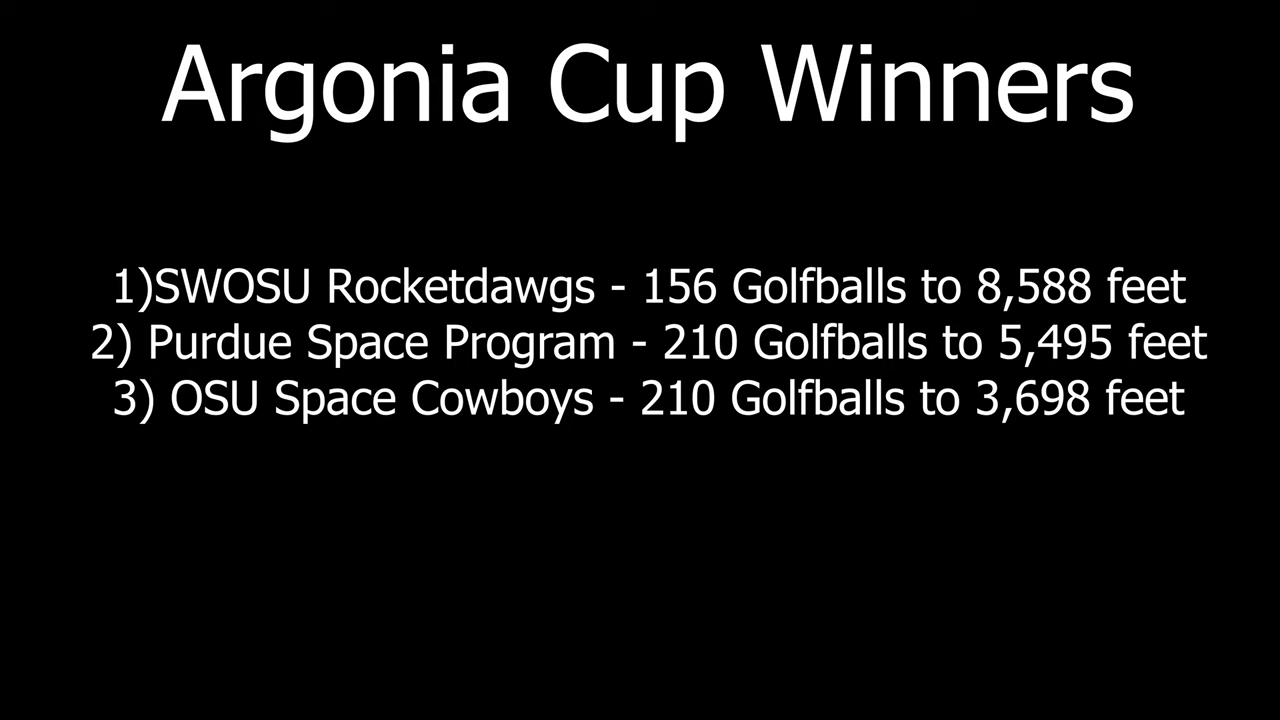 Argonia Cup Winners
1)SWOSU Rocketdawgs - 156 Golfballs to 8,588 feet
2) Purdue Space Program - 210 Golfballs to 5,495 feet
3) OSU Space Cowboys - 210 Golfballs to 3,698 feet